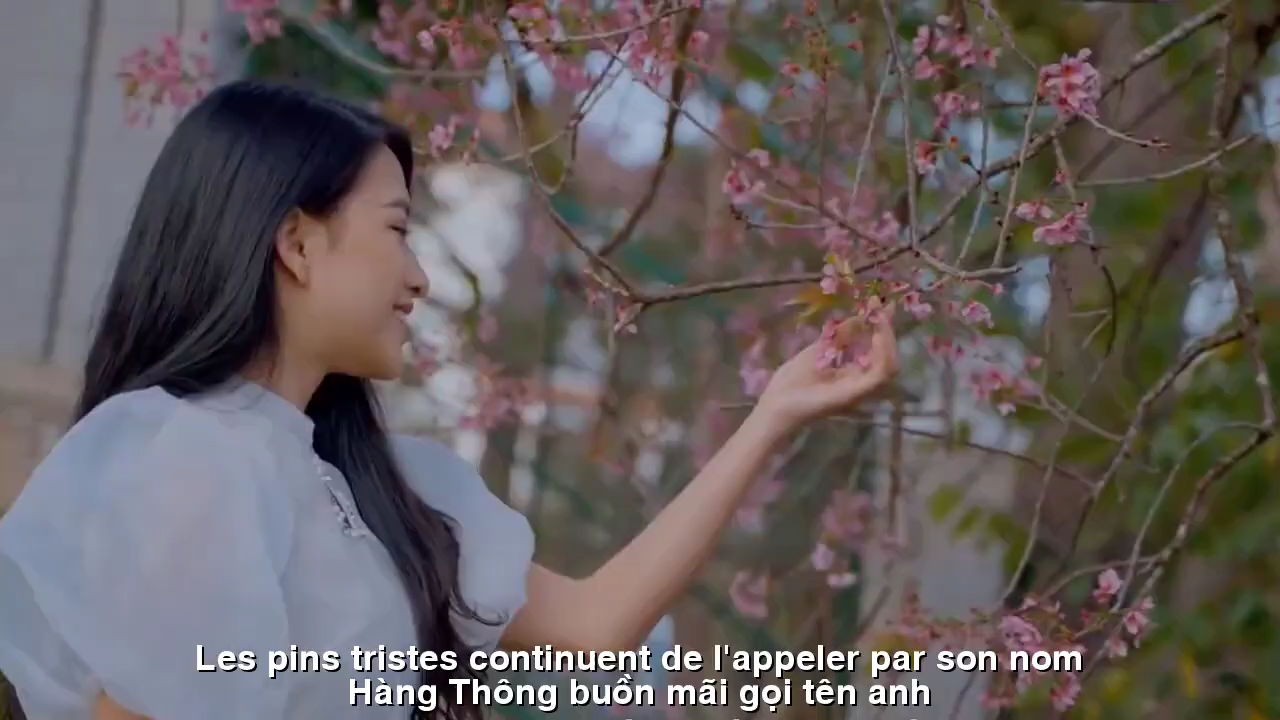 Les pins tristes continuent de l'appeler par son nom
Hàng Thông buồn mãi gọi tên anh